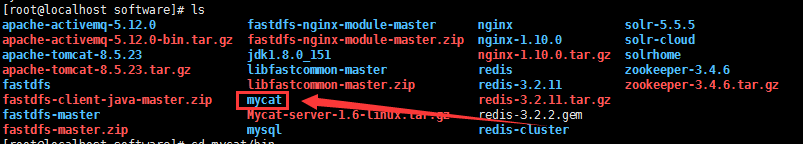 [root@localhost software]# ls
apache-activemq-5.12.0 fastdfs-nginx-module-master nginx solr-5.5.5
apache-activemq-5.12.0-bin.tar.gz fastdfs-nginx-module-master.zip nginx-1.10.0 solr-cloud
apache-tomcat-8.5.23 jdk1.8.0_151 nginx-1.10.0.tar.gz solrhome
apache-tomcat-8.5.23.tar.gz libfastcommon-master redis zookeeper-3.4.6
fastdfs libfastcommon-master.zip redis-3.2.11 zookeeper-3.4.6.tar.gz
fastdfs-client-java-master.zip mycat redis-3.2.11.tar.gz
fastdfs-master Mycat-server-1.6-linux.tar.gz redis-3.2.2.gem
fastdfs-master.zip mysql redis-cluster
[root@localhost software]# cd mycat/bin